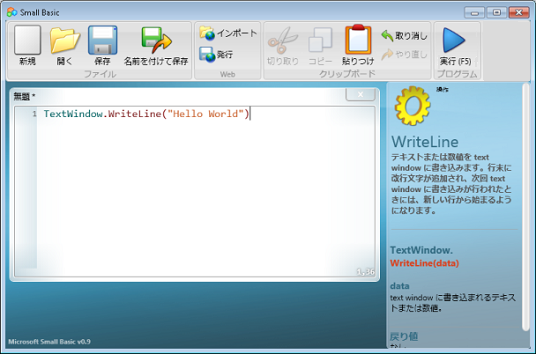 Small Basic
新規
開く
保存
名前を付けて保存
ファイル
インポート
発行
Web
切り取り
コピー
貼りつけ
取り消し
やり直し
クリップボード
実行 (F5)
プログラム
無題 *
1 TextWindow.WriteLine("Hello World")
1,36
操作
WriteLine
テキストまたは数値を text
window に書き込みます。行末に
改行文字が追加され、次回 text
window に書き込みが行われたと
きには、新しい行から始まるよう
になります。
TextWindow.
WriteLine(data)
data
text window に書き込まれるテキス
トまたは数値。
戻り値
Microsoft Small Basic v0.9